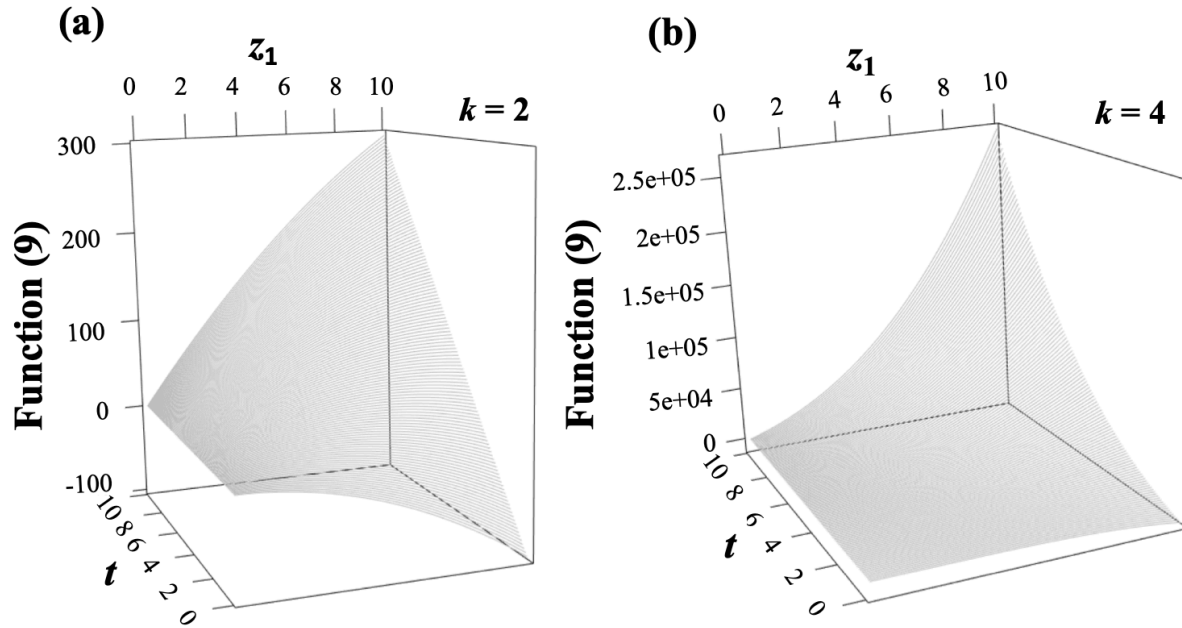 (a)
z₁
0 2 4 6 8 10
k = 2
300
200
100
0
-100
Function (9)
10 8 6 4 2 0
t
(b)
z₁
0 2 4 6 8 10
k = 4
2.5e+05
2e+05
1.5e+05
1e+05
5e+04
0
Function (9)
10 8 6 4 2 0
t